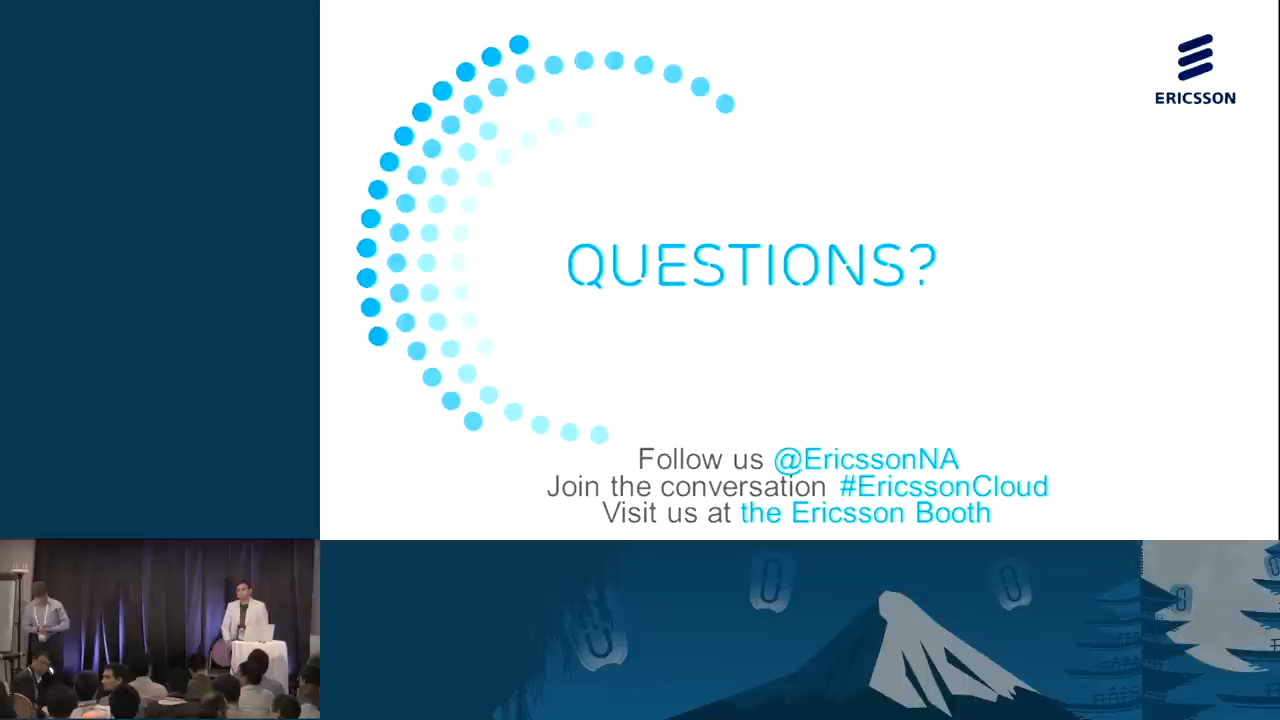 ERICSSON
QUESTIONS?
Follow us @EricssonNA
Join the conversation #EricssonCloud
Visit us at the Ericsson Booth